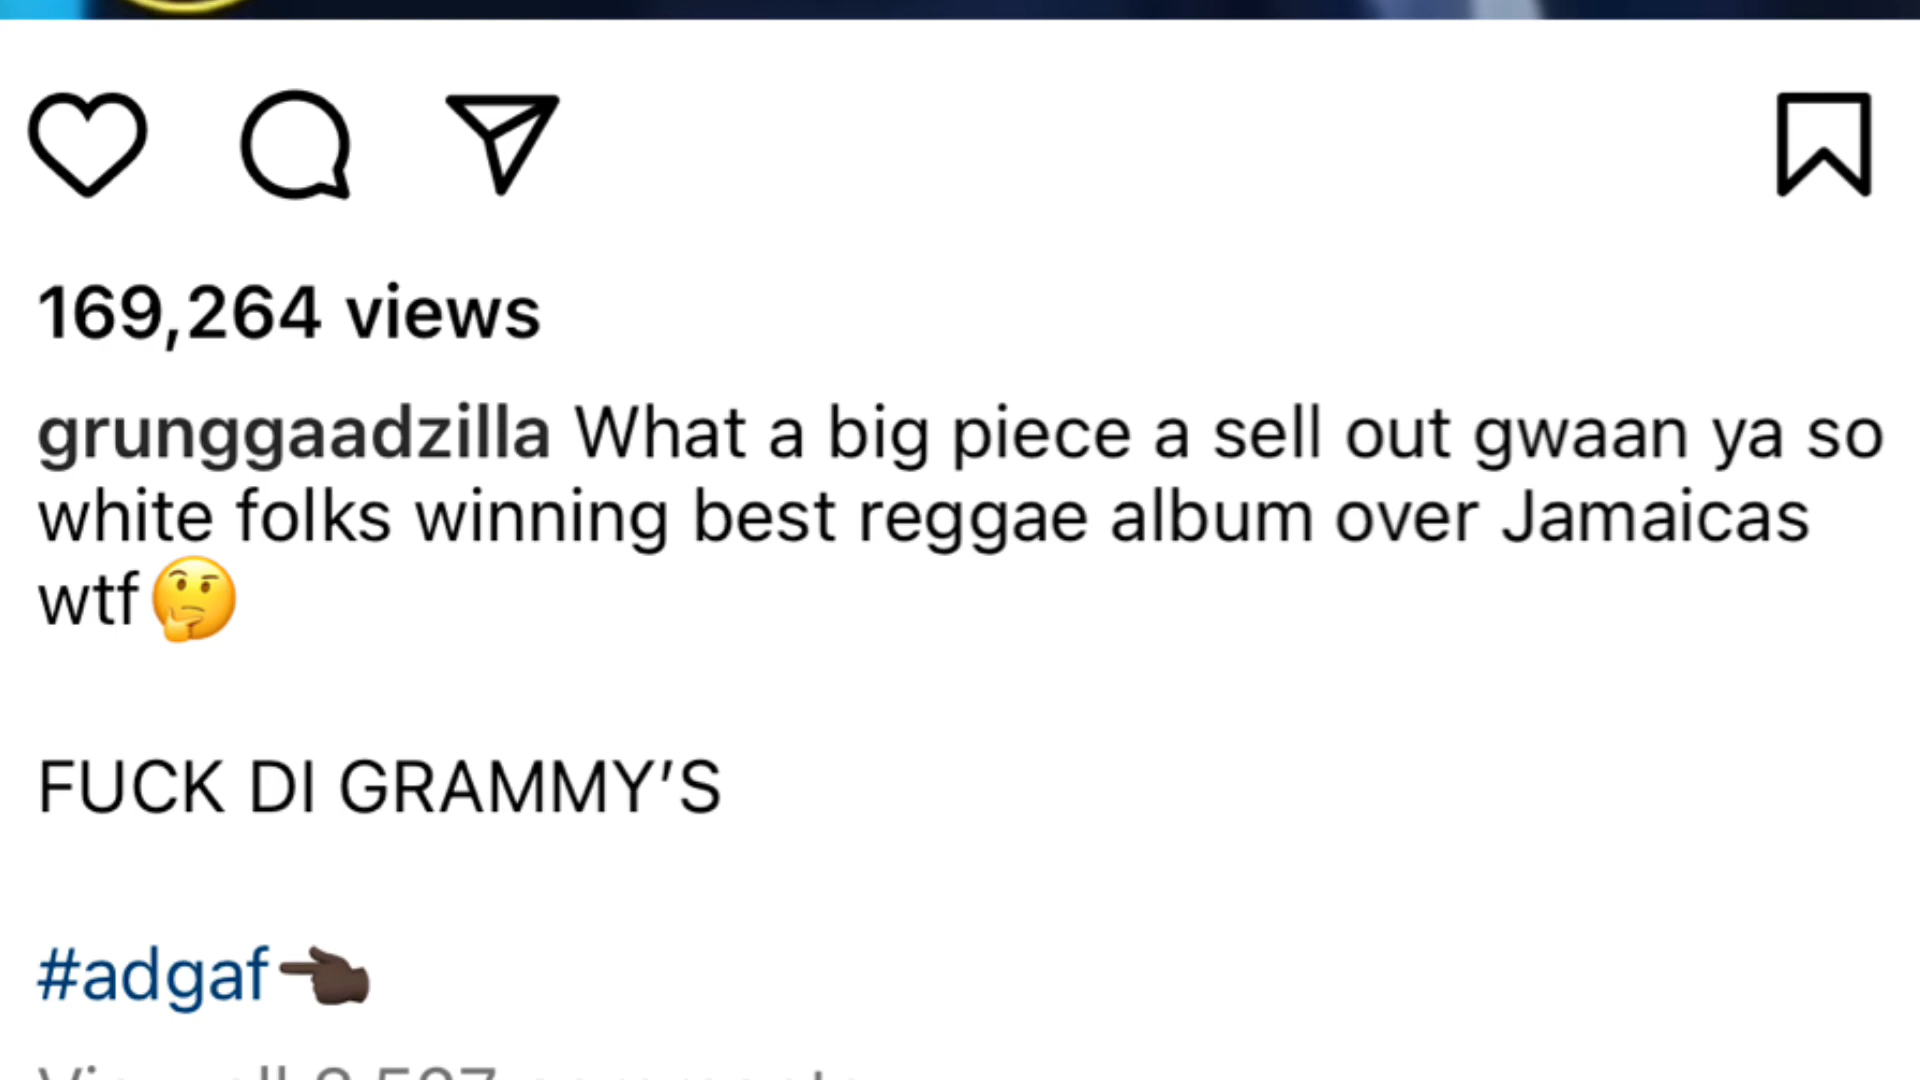 169,264 views
grunggaadzilla What a big piece a sell out gwaan ya so
white folks winning best reggae album over Jamaicas
wtf🤔
FUCK DI GRAMMY’S
#adgaf👈🏿